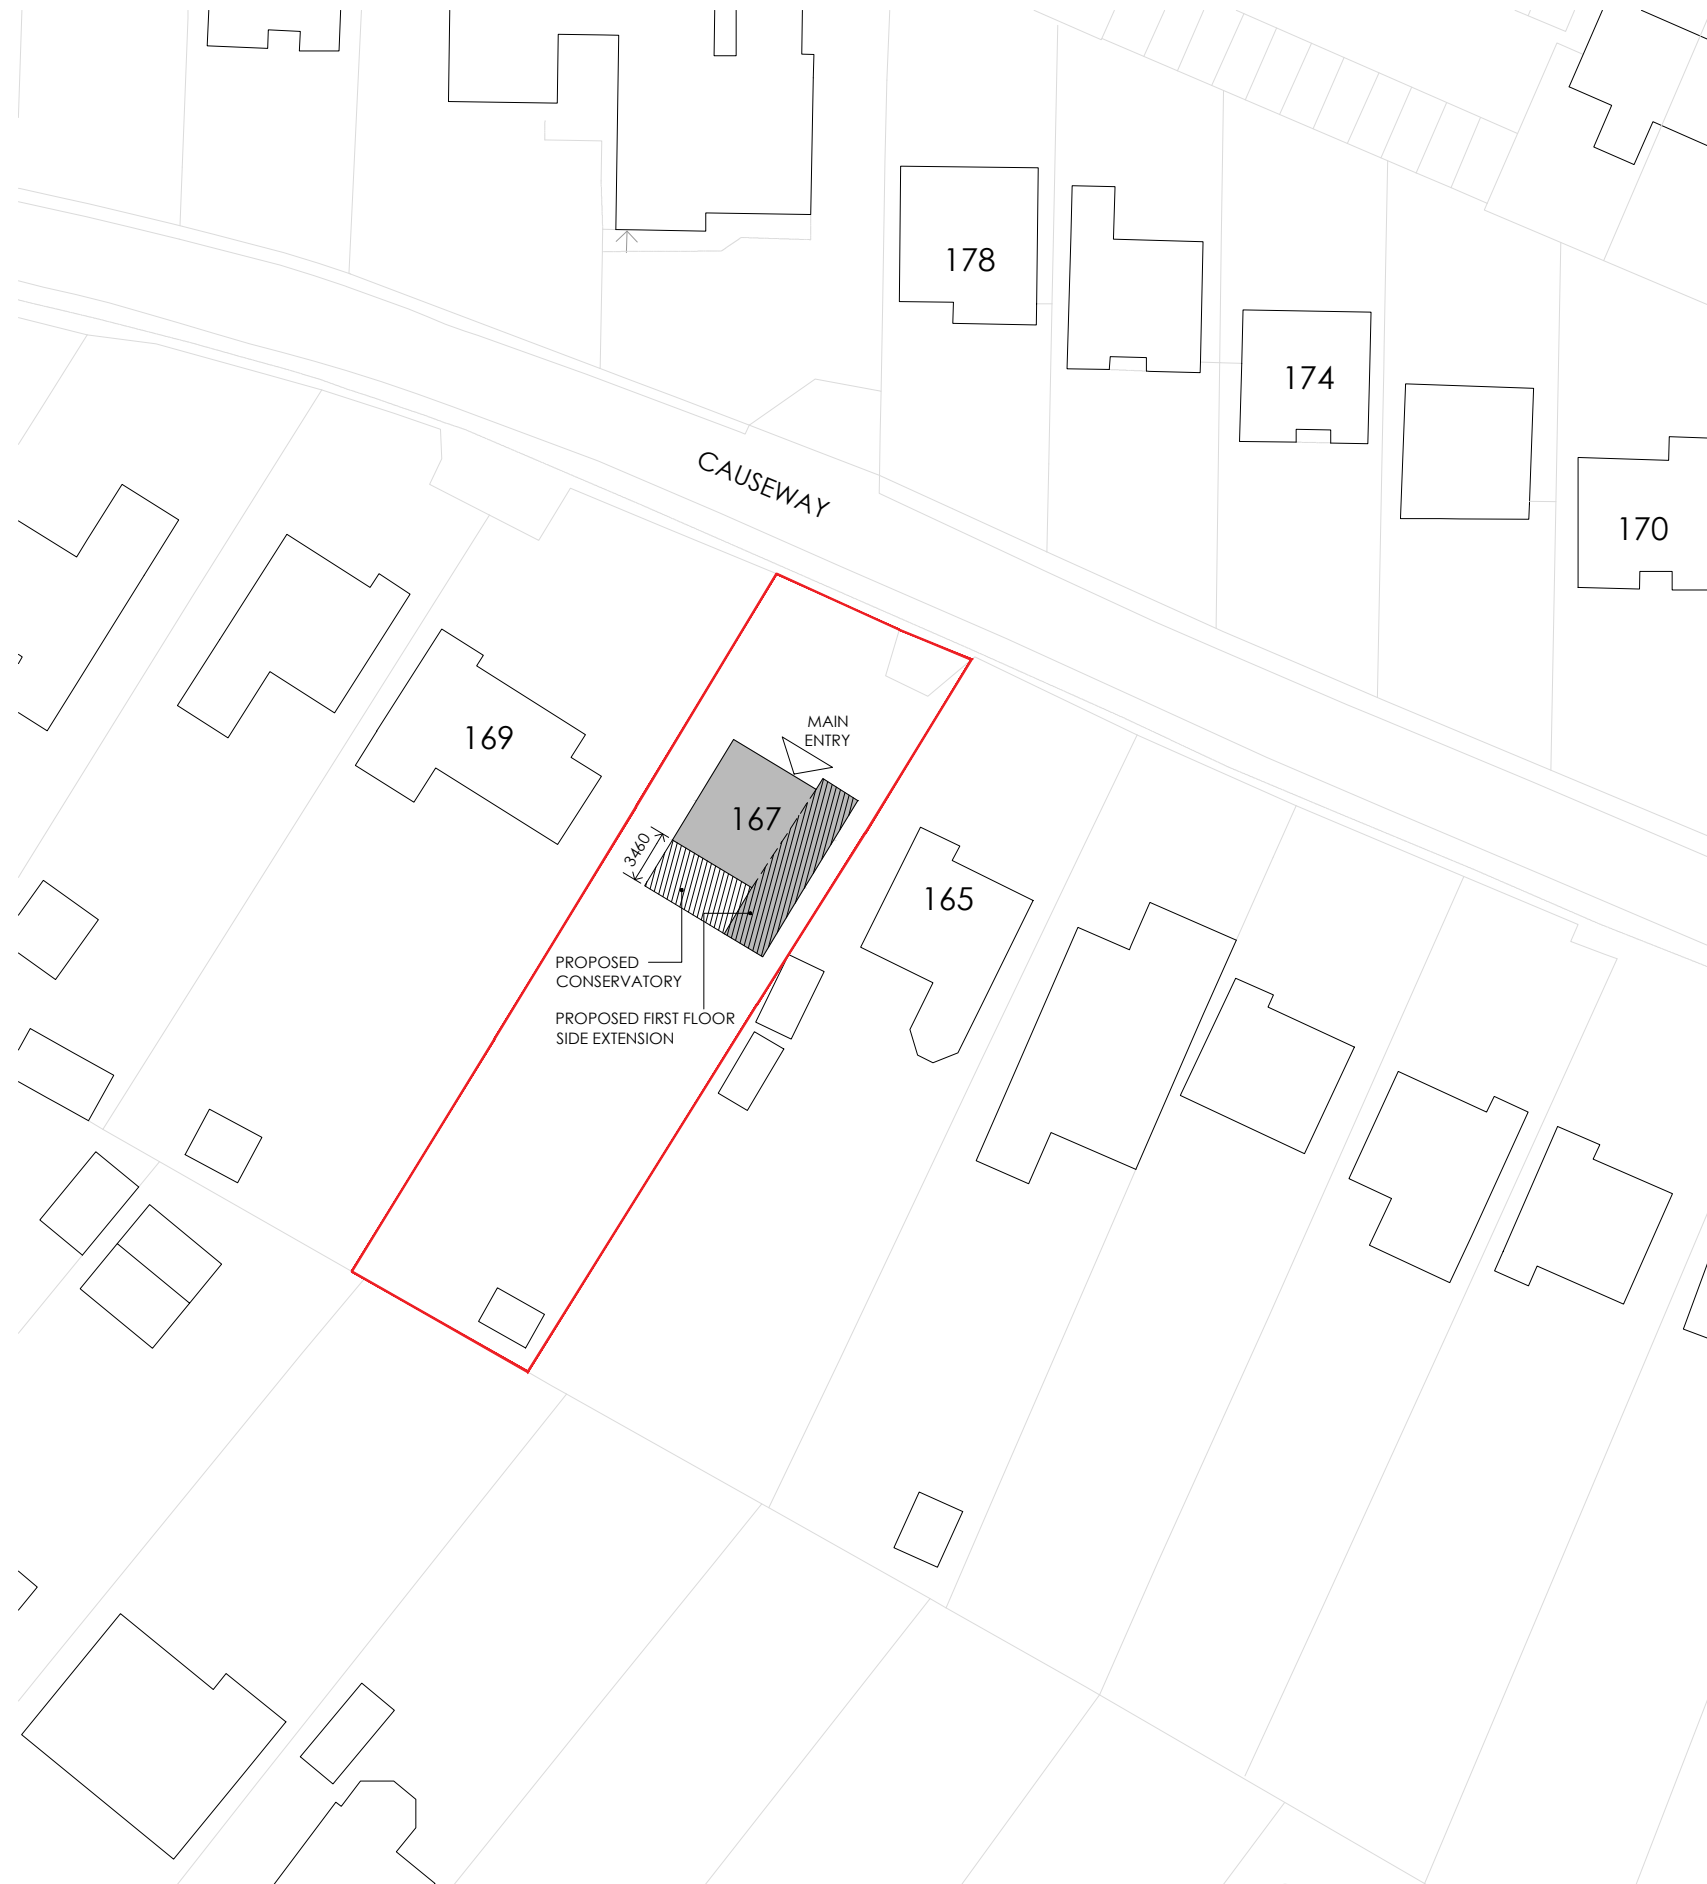 178
174
170
CAUSEWAY
169
MAIN
ENTRY
167
3460
165
PROPOSED
CONSERVATORY
PROPOSED FIRST FLOOR
SIDE EXTENSION